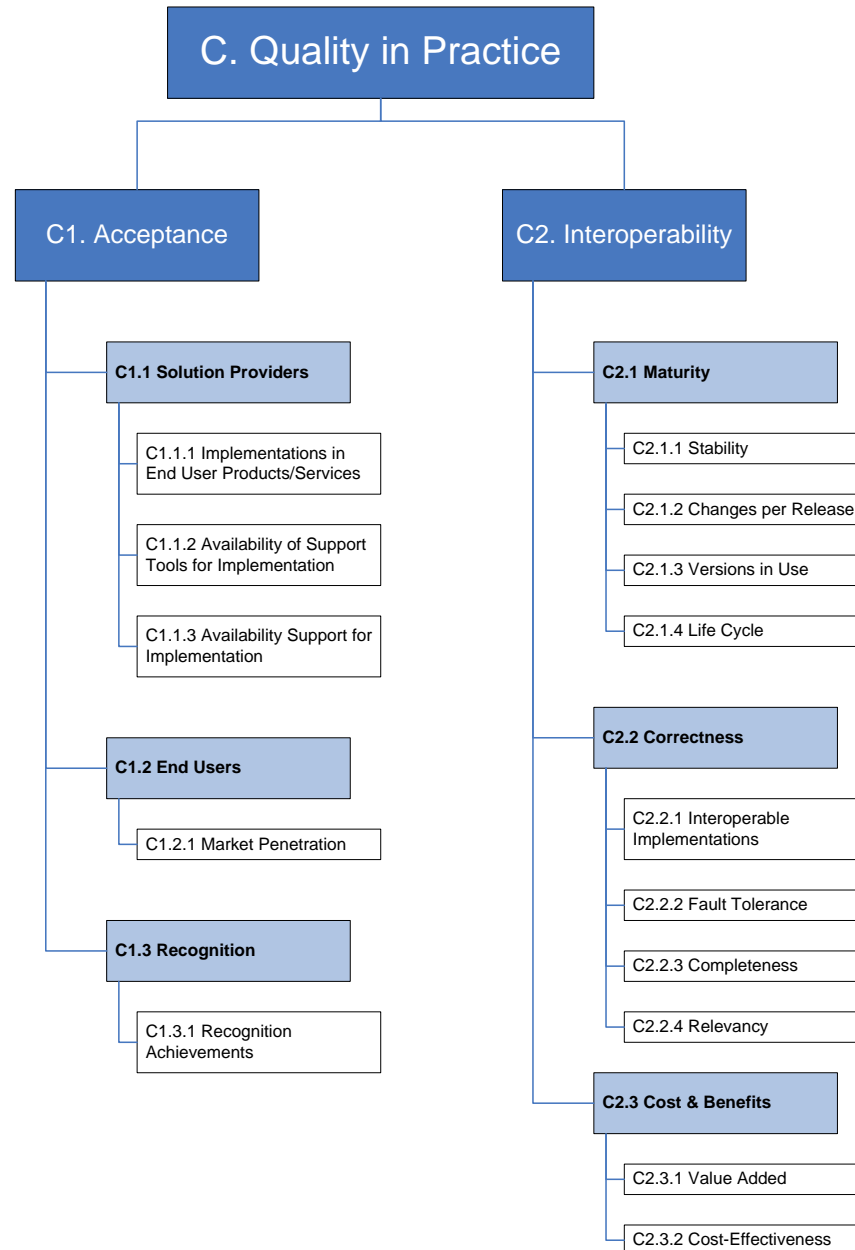 C. Quality in Practice
C1. Acceptance
C1.1 Solution Providers
C1.1.1 Implementations in
End User Products/Services
C1.1.2 Availability of Support
Tools for Implementation
C1.1.3 Availability Support for
Implementation
C1.2 End Users
C1.2.1 Market Penetration
C1.3 Recognition
C1.3.1 Recognition
Achievements
C2. Interoperability
C2.1 Maturity
C2.1.1 Stability
C2.1.2 Changes per Release
C2.1.3 Versions in Use
C2.1.4 Life Cycle
C2.2 Correctness
C2.2.1 Interoperable
Implementations
C2.2.2 Fault Tolerance
C2.2.3 Completeness
C2.2.4 Relevancy
C2.3 Cost & Benefits
C2.3.1 Value Added
C2.3.2 Cost-Effectiveness